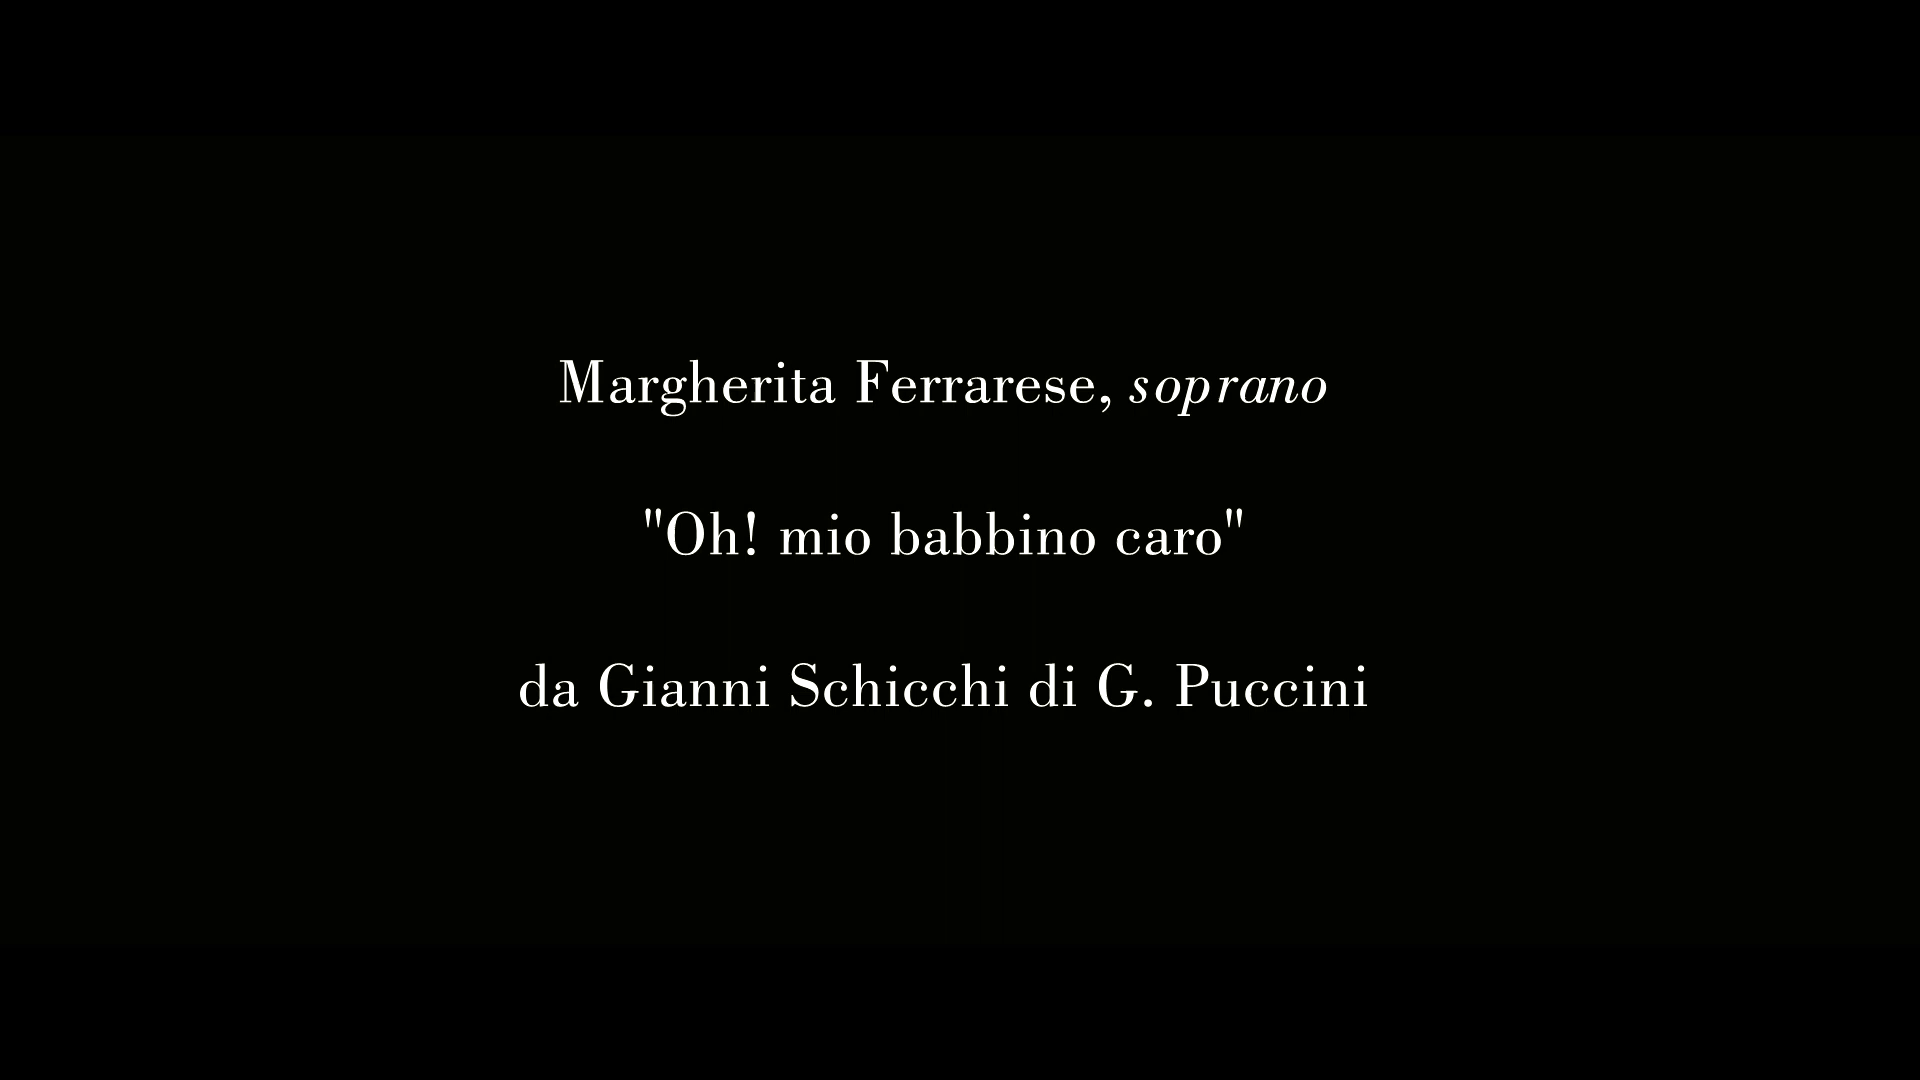 Margherita Ferrarese, soprano
"Oh! mio babbino caro"
da Gianni Schicchi di G. Puccini